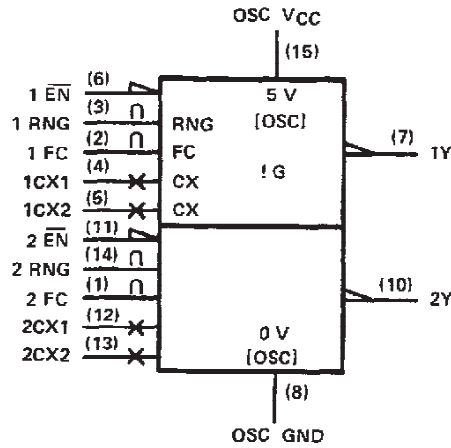 OSC VCC
(15)
1 EN (6) 5 V
1 RNG (3) RNG [OSC] (7) 1Y
1 FC (2) FC
1CX1 (4) CX ! G
1CX2 (5) CX
2 EN (11)
2 RNG (14)
2 FC (1) (10) 2Y
2CX1 (12) 0 V
2CX2 (13) [OSC]
(8)
OSC GND